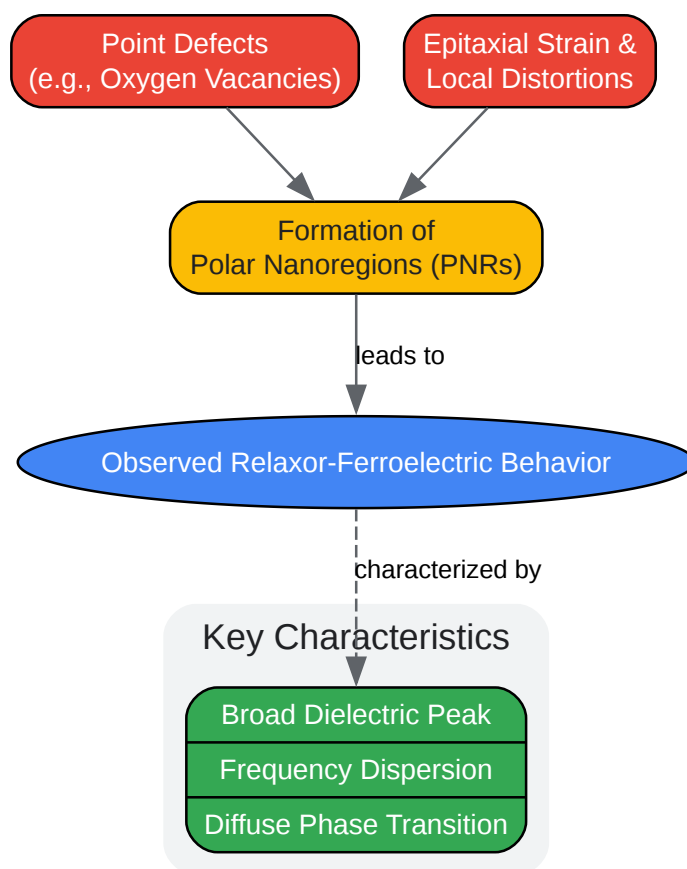 Point Defects
(e.g., Oxygen Vacancies)
Epitaxial Strain &
Local Distortions
Formation of
Polar Nanoregions (PNRs)
leads to
Observed Relaxor-Ferroelectric Behavior
characterized by
Key Characteristics
Broad Dielectric Peak
Frequency Dispersion
Diffuse Phase Transition